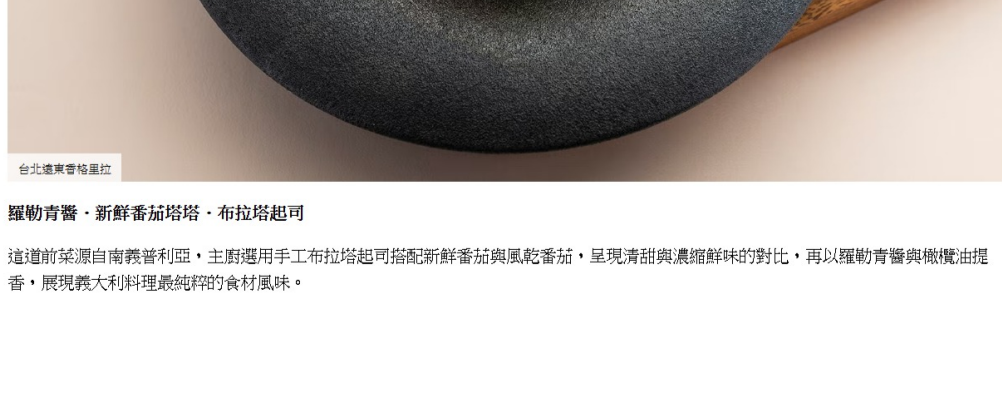 台北遠東香格里拉
羅勒青醬．新鮮番茄塔塔．布拉塔起司
這道前菜源自南義普利亞，主廚選用手工布拉塔起司搭配新鮮番茄與風乾番茄，呈現清甜與濃縮鮮味的對比，再以羅勒青醬與橄欖油提
香，展現義大利料理最純粹的食材風味。